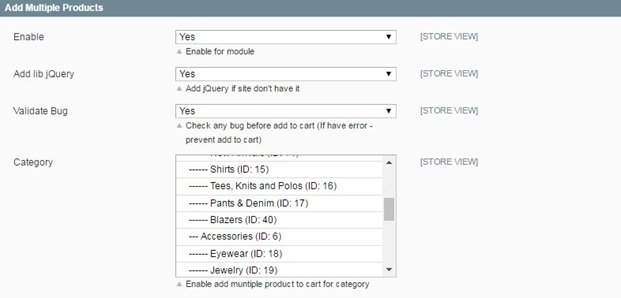 Add Multiple Products
Enable
Yes
[STORE VIEW]
Enable for module
Add lib jQuery
Yes
[STORE VIEW]
Add jQuery if site don't have it
Validate Bug
Yes
[STORE VIEW]
Check any bug before add to cart (If have error -
prevent add to cart)
Category
[STORE VIEW]
------ Shirts (ID: 15)
------ Tees, Knits and Polos (ID: 16)
------ Pants & Denim (ID: 17)
------ Blazers (ID: 40)
--- Accessories (ID: 6)
------ Eyewear (ID: 18)
------ Jewelry (ID: 19)
Enable add muntiple product to cart for category